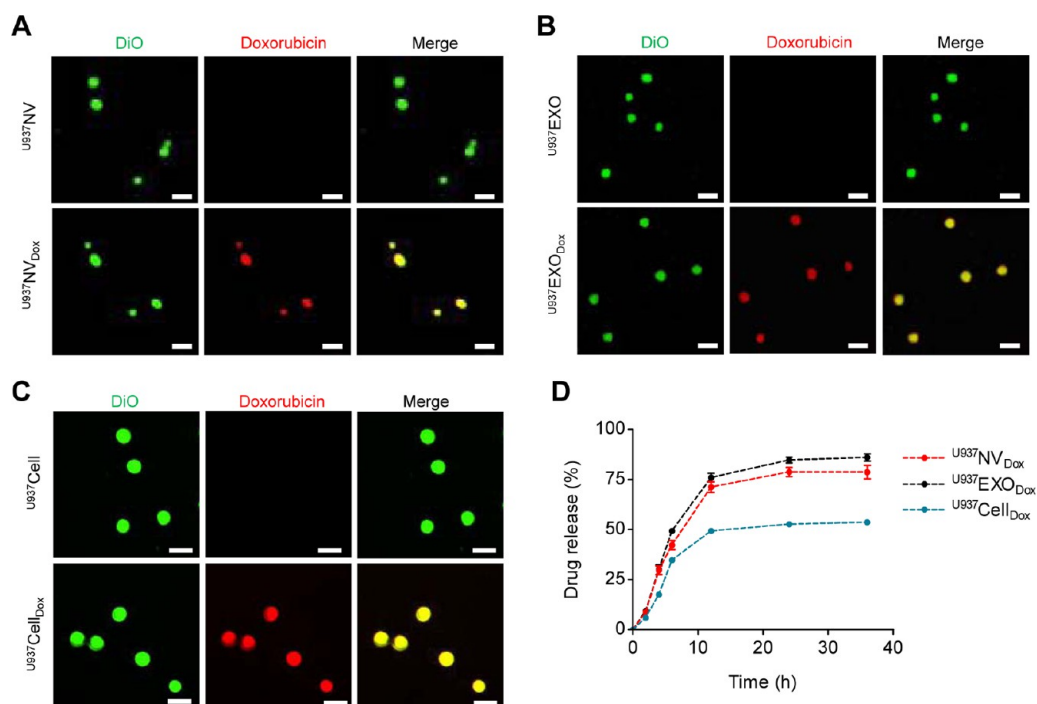 A
DiO Doxorubicin Merge
U937NV
U937NVDox
B
DiO Doxorubicin Merge
U937EXO
U937EXODox
C
DiO Doxorubicin Merge
U937Cell
U937CellDox
D
Drug release (%)
100
75
50
25
0
0 10 20 30 40
Time (h)
U937NVDox
U937EXODox
U937CellDox